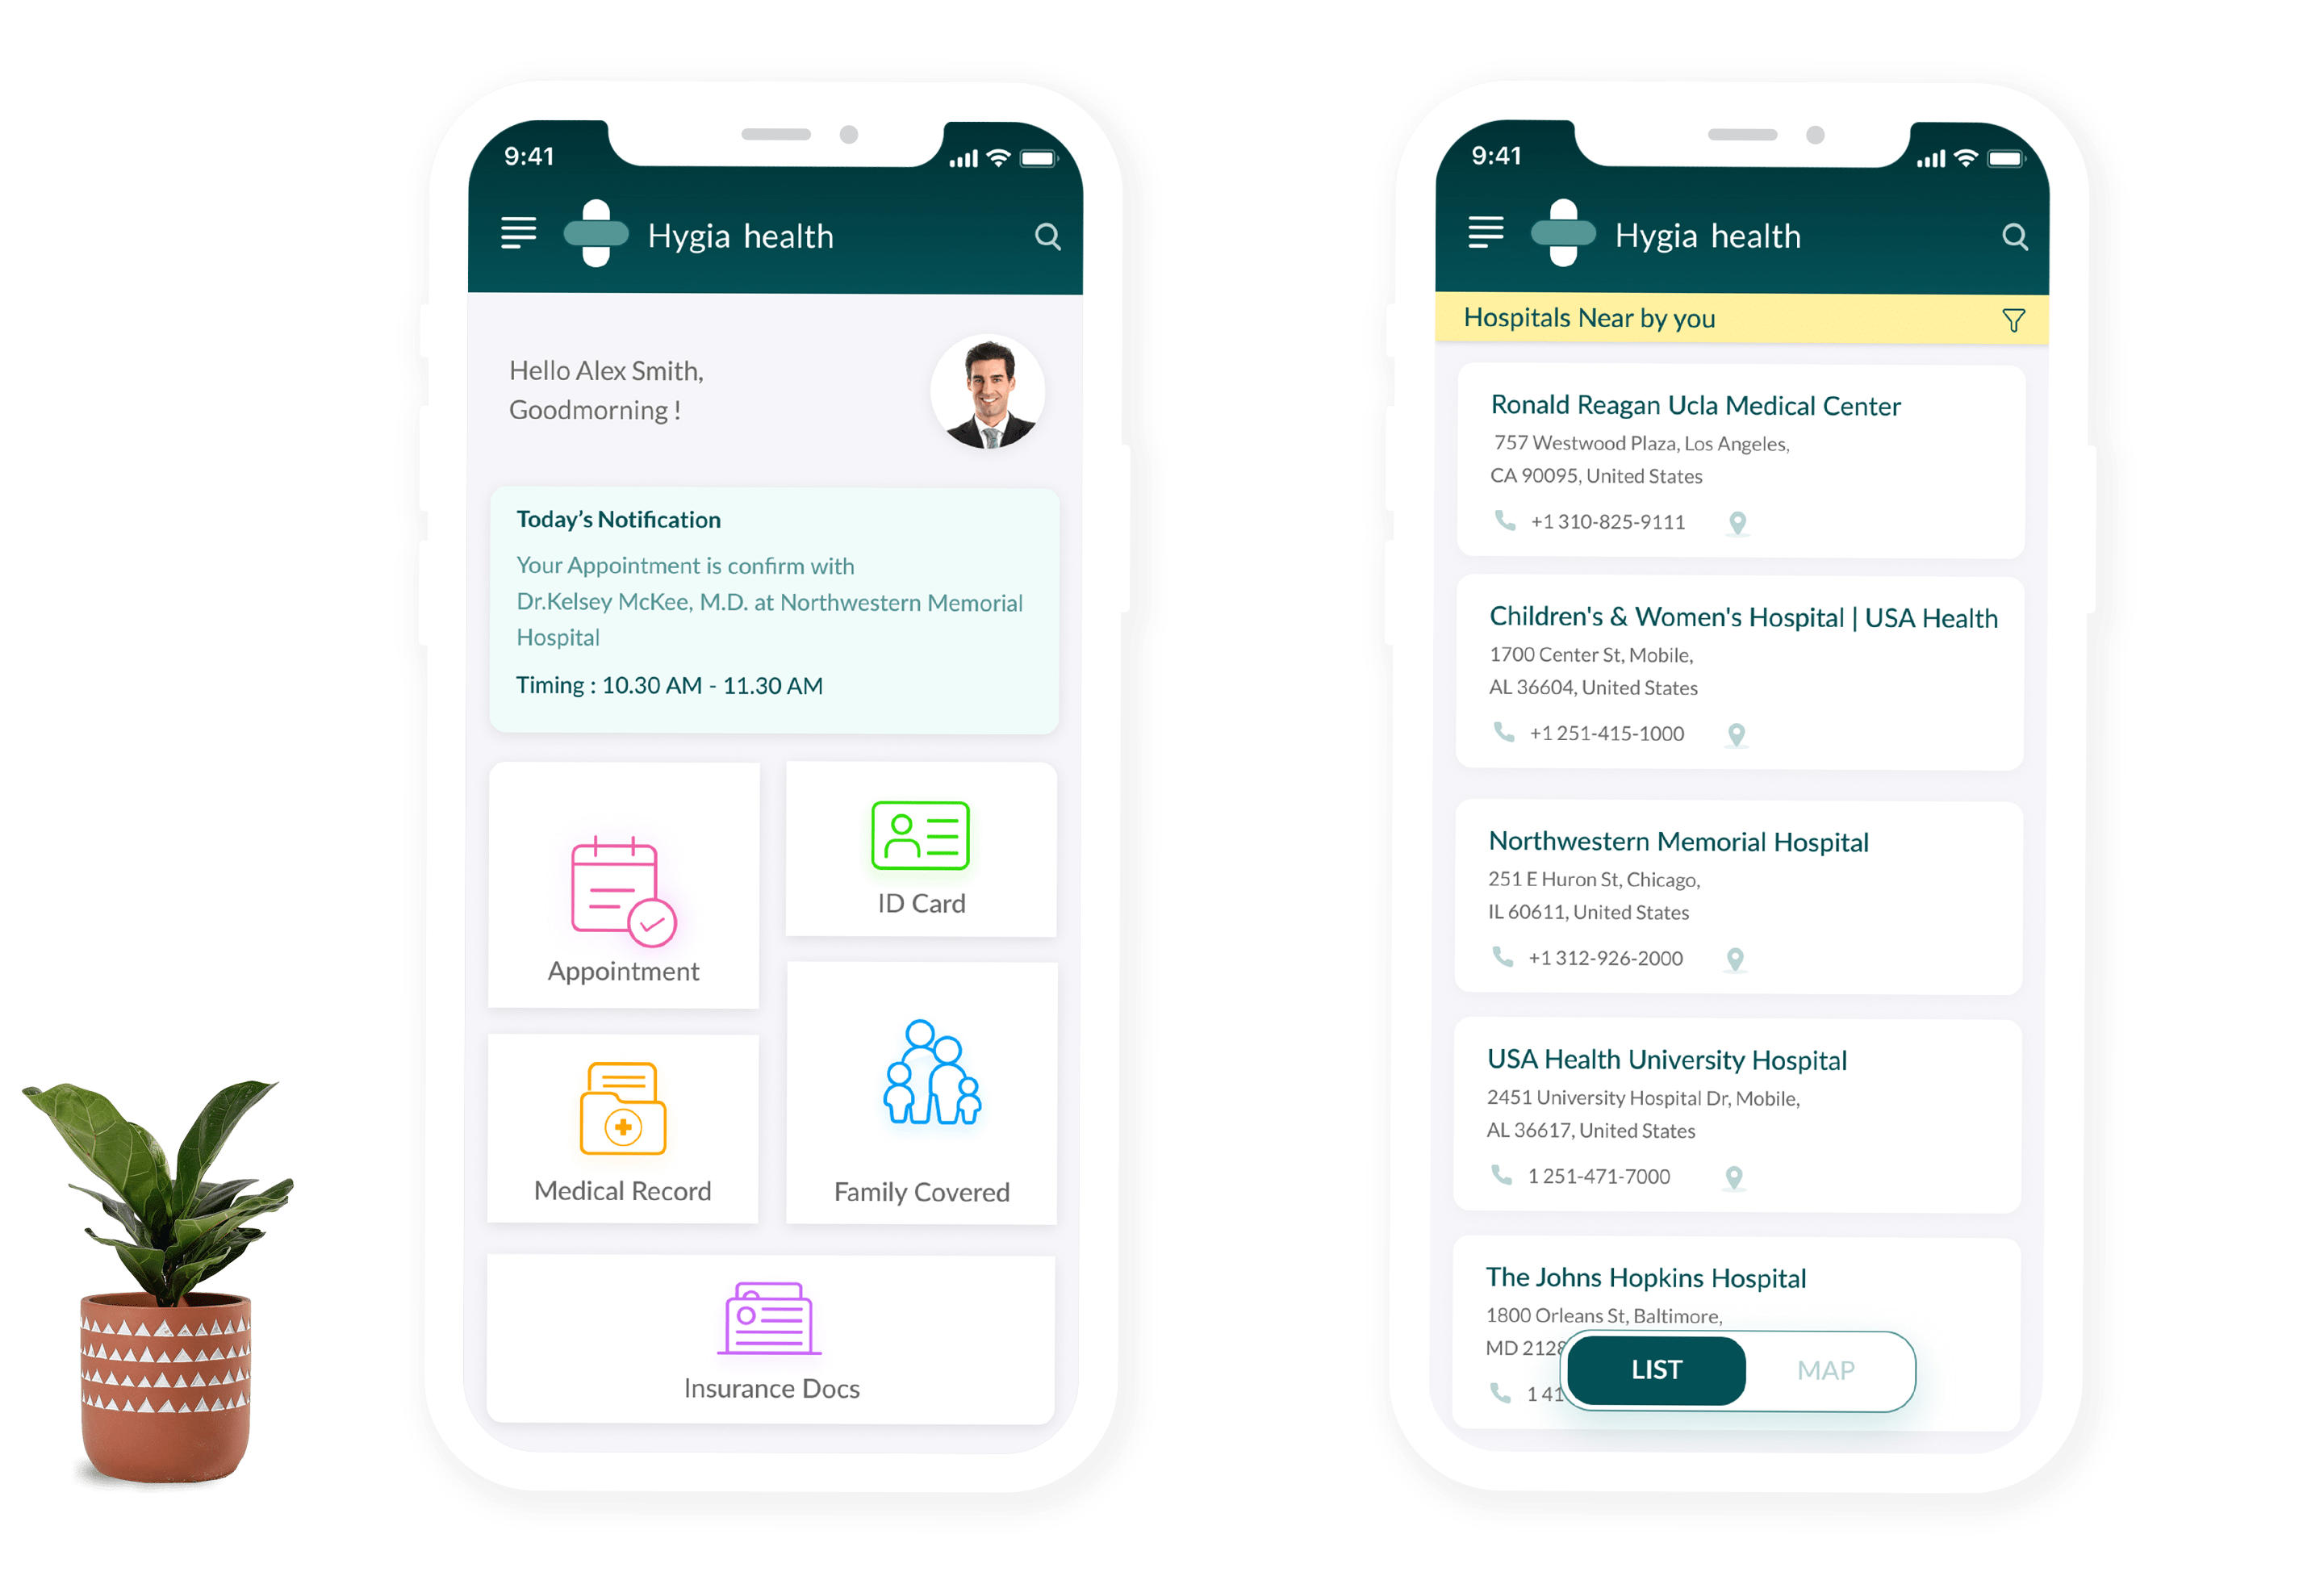 9:41
Hygia health
Hello Alex Smith,
Goodmorning !
Today’s Notification
Your Appointment is confirm with
Dr.Kelsey McKee, M.D. at Northwestern Memorial
Hospital
Timing : 10.30 AM - 11.30 AM
Appointment
ID Card
Medical Record
Family Covered
Insurance Docs
9:41
Hygia health
Hospitals Near by you
Ronald Reagan Ucla Medical Center
757 Westwood Plaza, Los Angeles,
CA 90095, United States
+1 310-825-9111
Children's & Women's Hospital | USA Health
1700 Center St, Mobile,
AL 36604, United States
+1 251-415-1000
Northwestern Memorial Hospital
251 E Huron St, Chicago,
IL 60611, United States
+1 312-926-2000
USA Health University Hospital
2451 University Hospital Dr, Mobile,
AL 36617, United States
1 251-471-7000
The Johns Hopkins Hospital
1800 Orleans St, Baltimore,
MD 2128
1 41
LIST
MAP